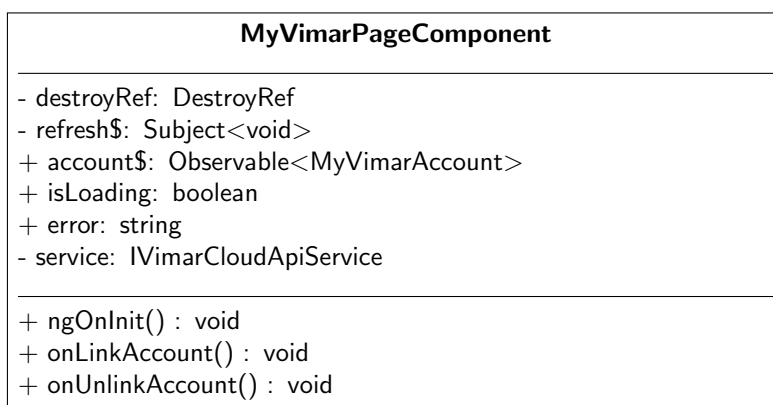 MyVimarPageComponent
- destroyRef: DestroyRef
- refresh$: Subject<void>
+ account$: Observable<MyVimarAccount>
+ isLoading: boolean
+ error: string
- service: IVimarCloudApiService
+ ngOnInit() : void
+ onLinkAccount() : void
+ onUnlinkAccount() : void